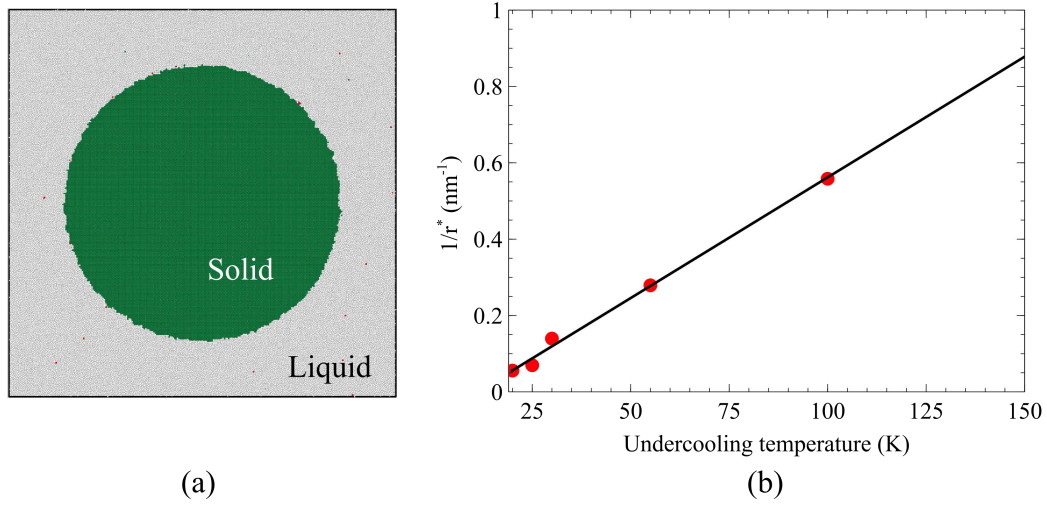 Solid
Liquid
(a)
1
0.8
0.6
0.4
0.2
0
1/r* (nm⁻¹)
25 50 75 100 125 150
Undercooling temperature (K)
(b)